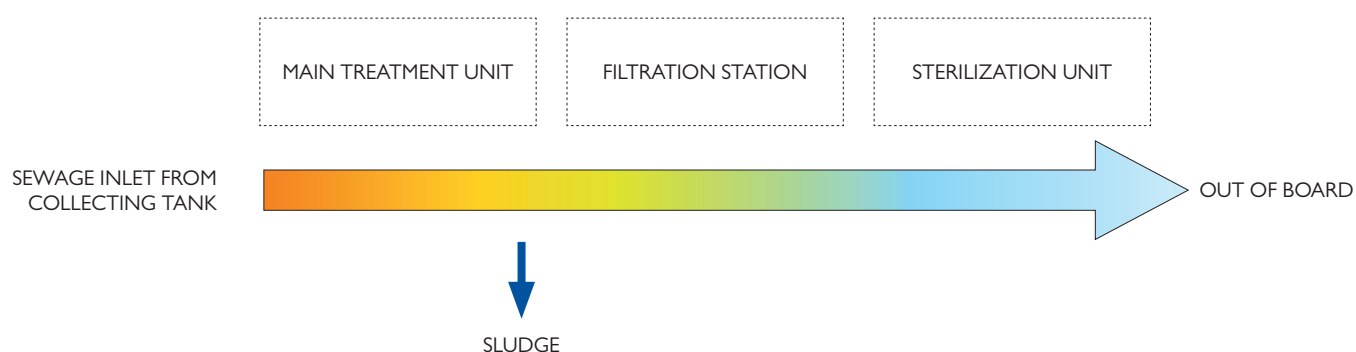 MAIN TREATMENT UNIT
FILTRATION STATION
STERILIZATION UNIT
SEWAGE INLET FROM
COLLECTING TANK
OUT OF BOARD
SLUDGE